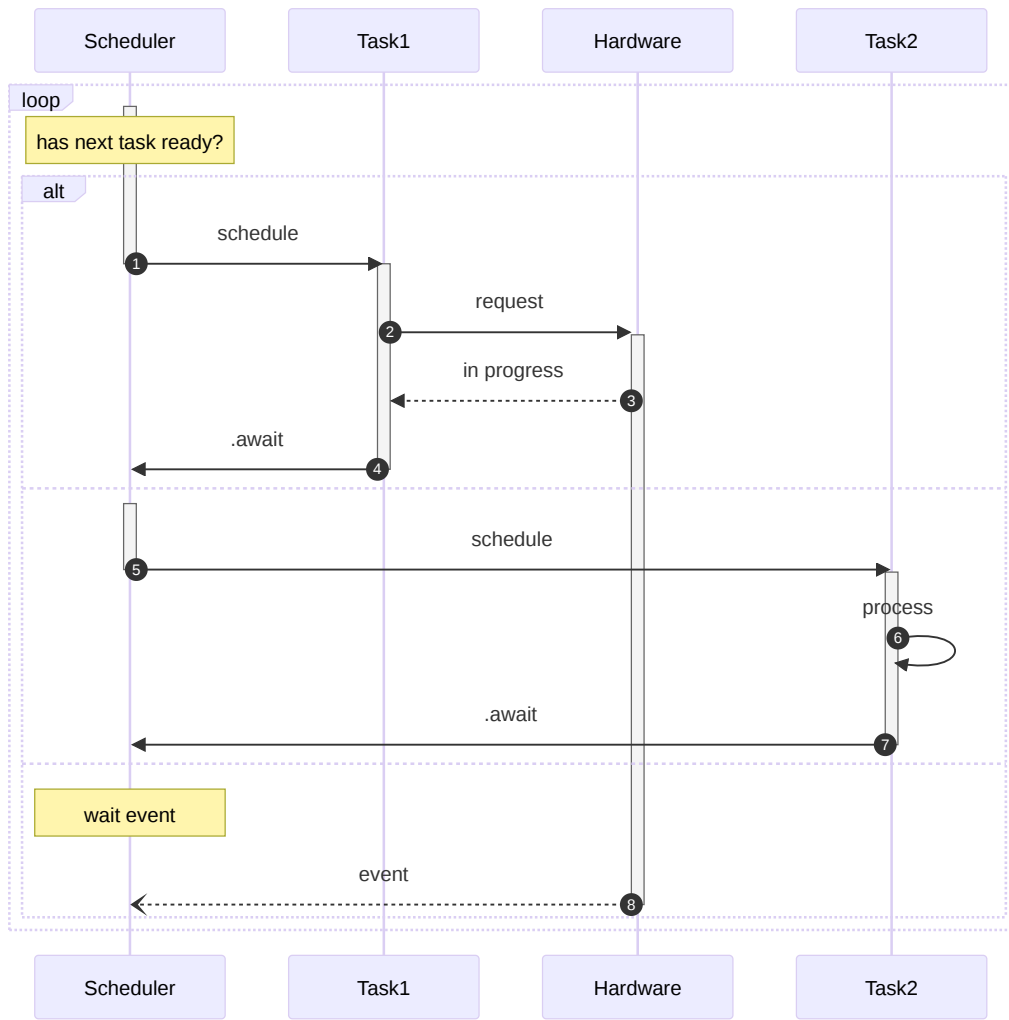 Scheduler
Task1
Hardware
Task2
loop
has next task ready?
alt
schedule
1
request
2
in progress
3
.await
4
schedule
5
process
6
.await
7
wait event
event
8
Scheduler
Task1
Hardware
Task2